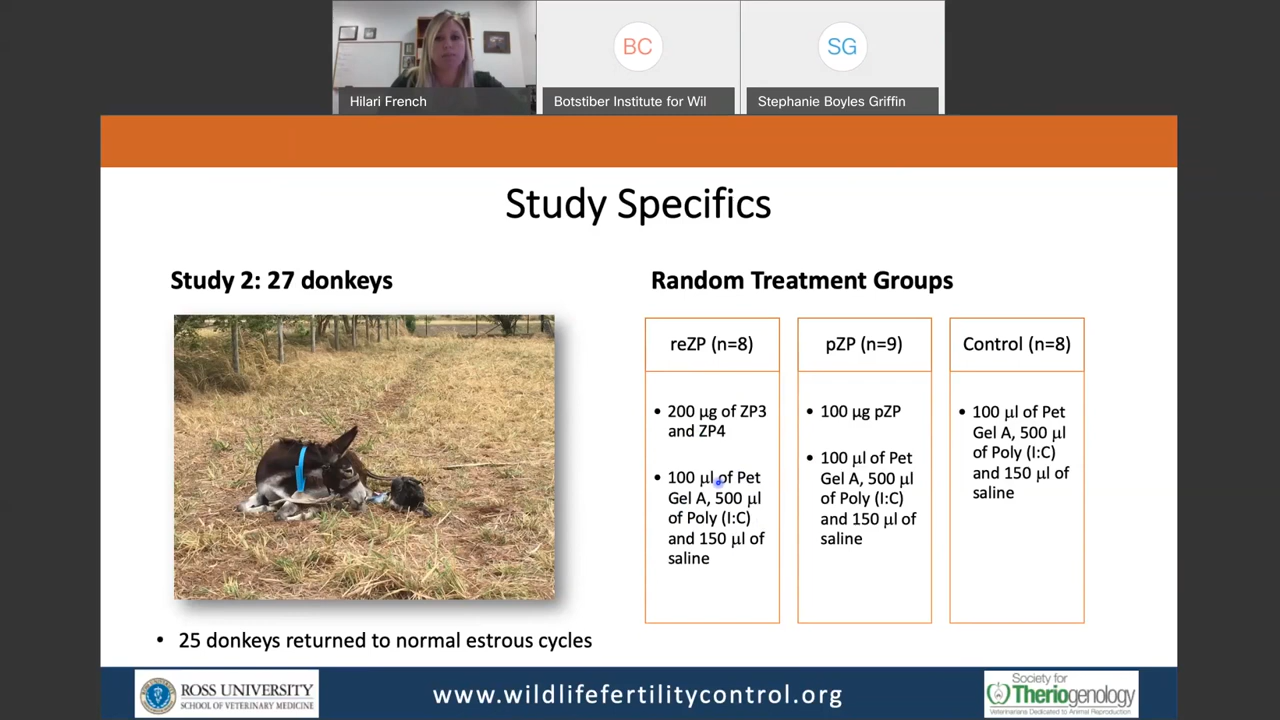 BC
SG
Hilari French
Botstiber Institute for Wil
Stephanie Boyles Griffin
Study Specifics
Study 2: 27 donkeys
Random Treatment Groups
reZP (n=8)
• 200 µg of ZP3
and ZP4
• 100 µl of Pet
Gel A, 500 µl
of Poly (I:C)
and 150 µl of
saline
pZP (n=9)
• 100 µg pZP
• 100 µl of Pet
Gel A, 500 µl
of Poly (I:C)
and 150 µl of
saline
Control (n=8)
• 100 µl of Pet
Gel A, 500 µl
of Poly (I:C)
and 150 µl of
saline
• 25 donkeys returned to normal estrous cycles
ROSS UNIVERSITY
SCHOOL OF VETERINARY MEDICINE
www.wildlifefertilitycontrol.org
Society for
Theriogenology
Veterinarians Dedicated to Animal Reproduction